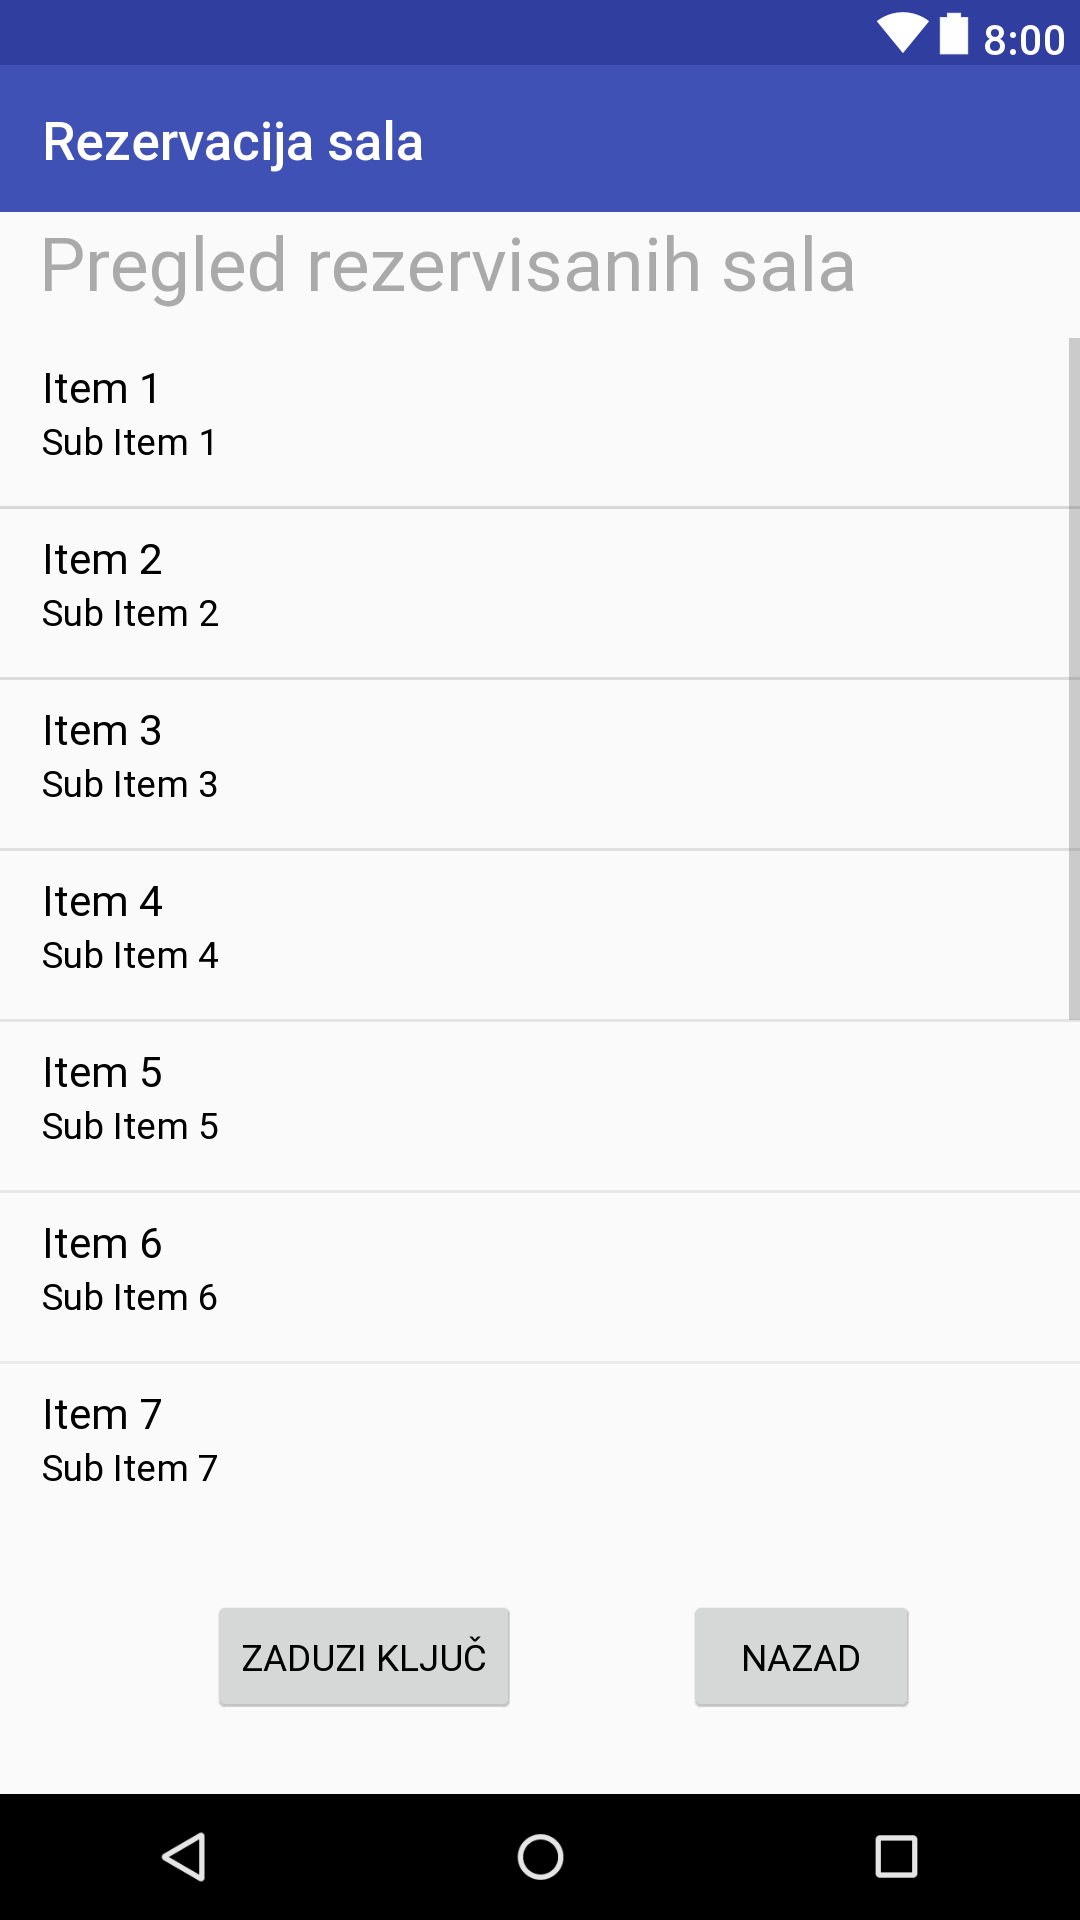 8:00
Rezervacija sala
Pregled rezervisanih sala
Item 1
Sub Item 1
Item 2
Sub Item 2
Item 3
Sub Item 3
Item 4
Sub Item 4
Item 5
Sub Item 5
Item 6
Sub Item 6
Item 7
Sub Item 7
ZADUZI KLJUČ NAZAD